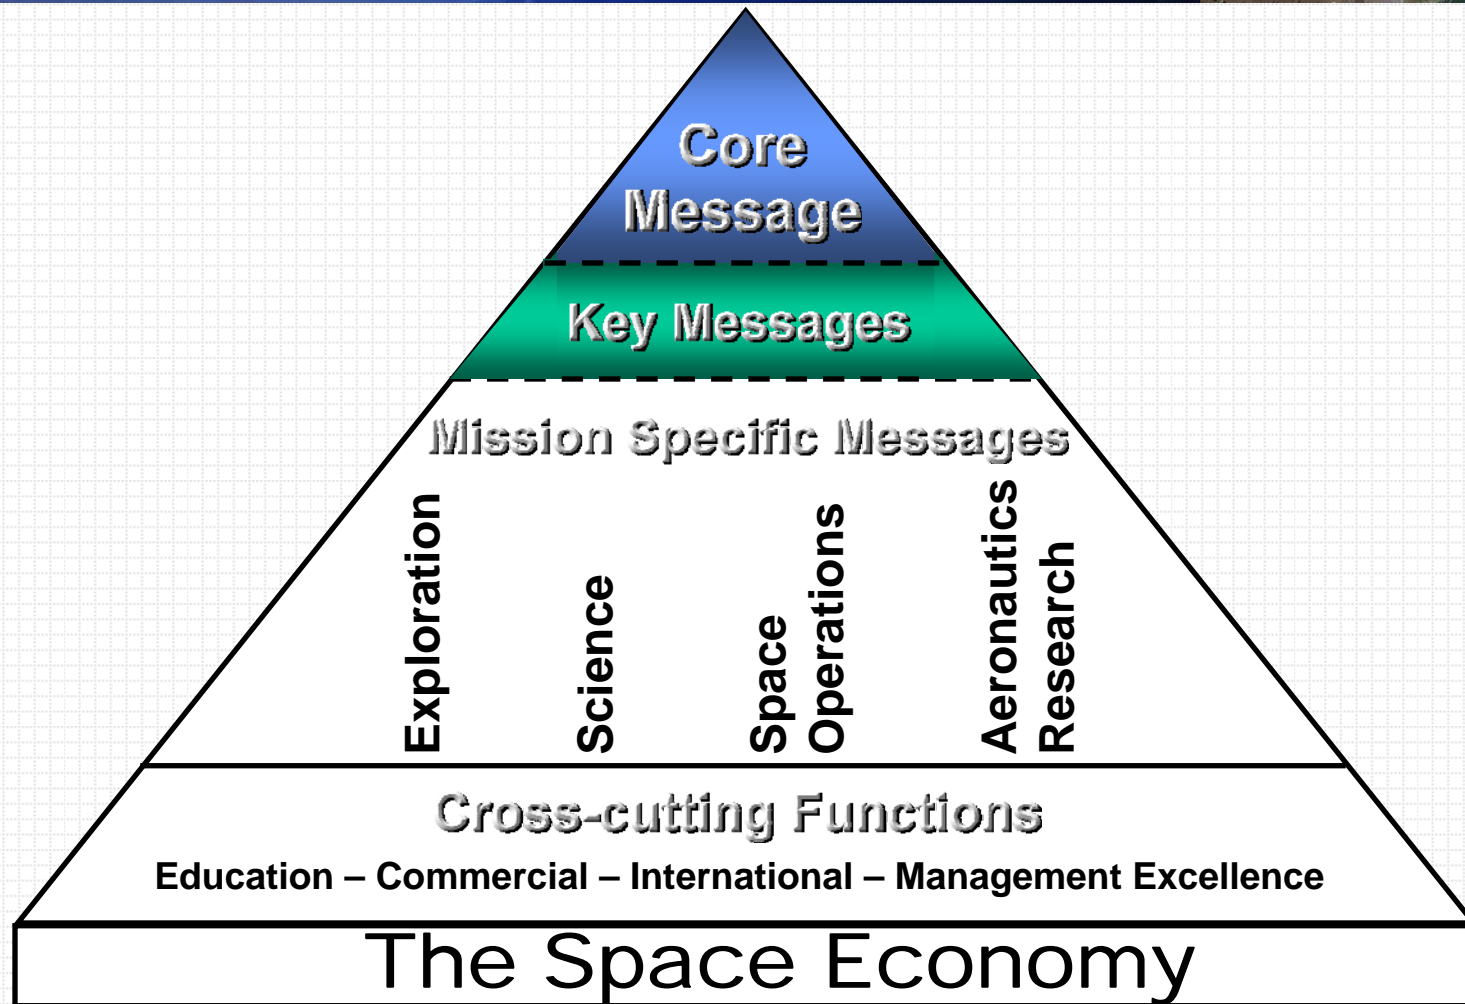 Core
Message
Key Messages
Mission Specific Messages
Exploration
Science
Space
Operations
Aeronautics
Research
Cross-cutting Functions
Education – Commercial – International – Management Excellence
The Space Economy